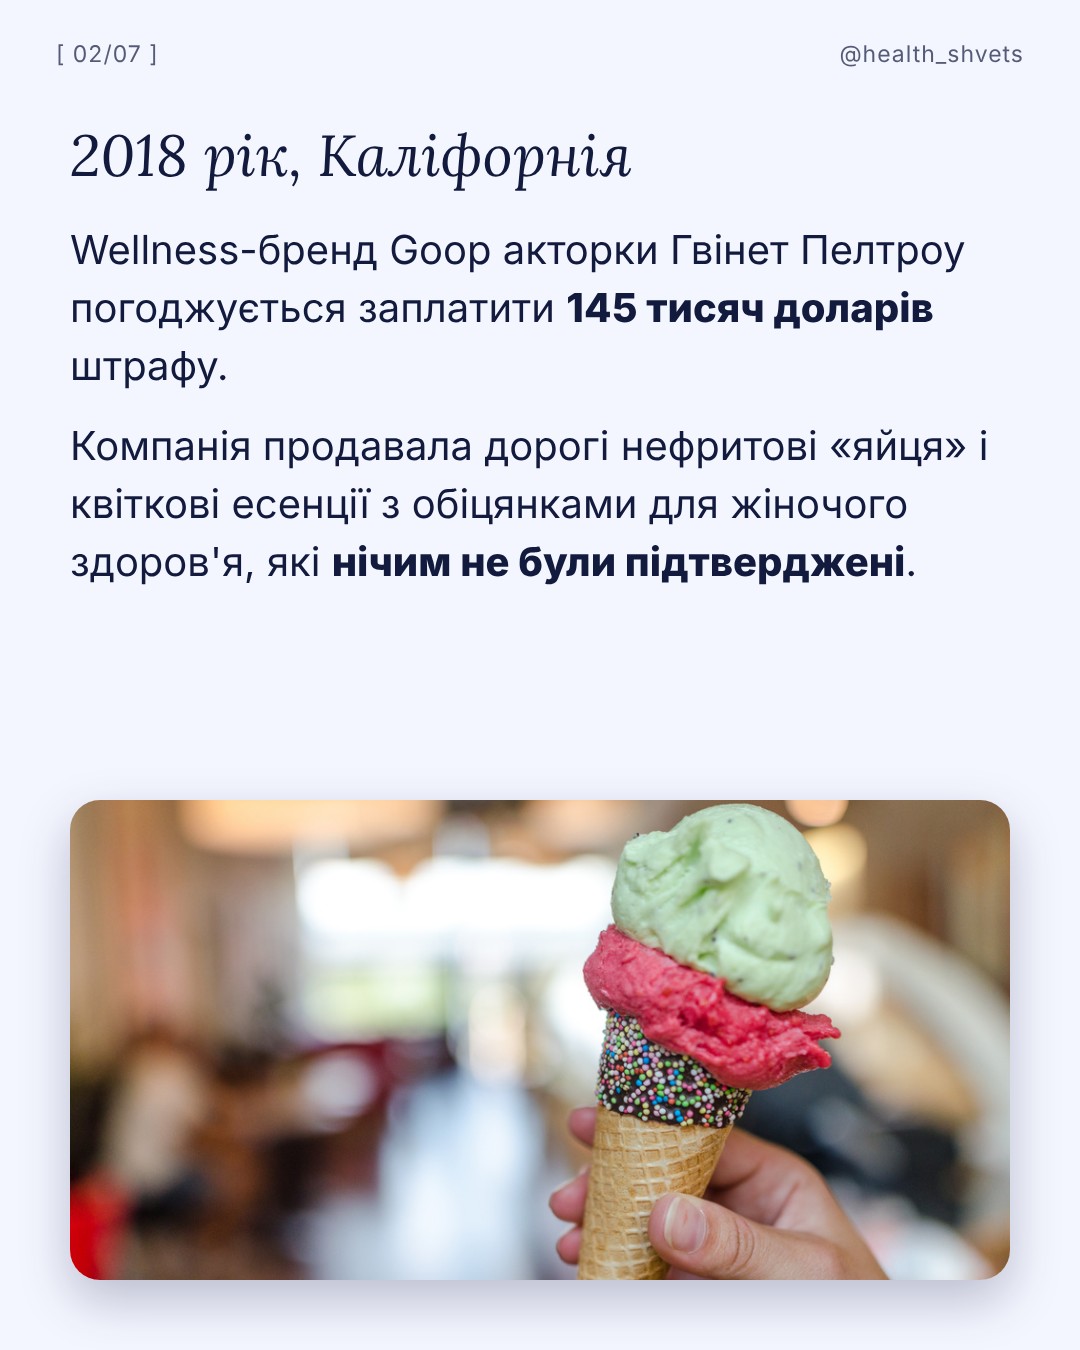 [ 02/07 ]
@health_shvets
2018 рік, Каліфорнія
Wellness-бренд Goop акторки Гвінет Пелтроу
погоджується заплатити 145 тисяч доларів
штрафу.
Компанія продавала дорогі нефритові «яйця» і
квіткові есенції з обіцянками для жіночого
здоров'я, які нічим не були підтверджені.